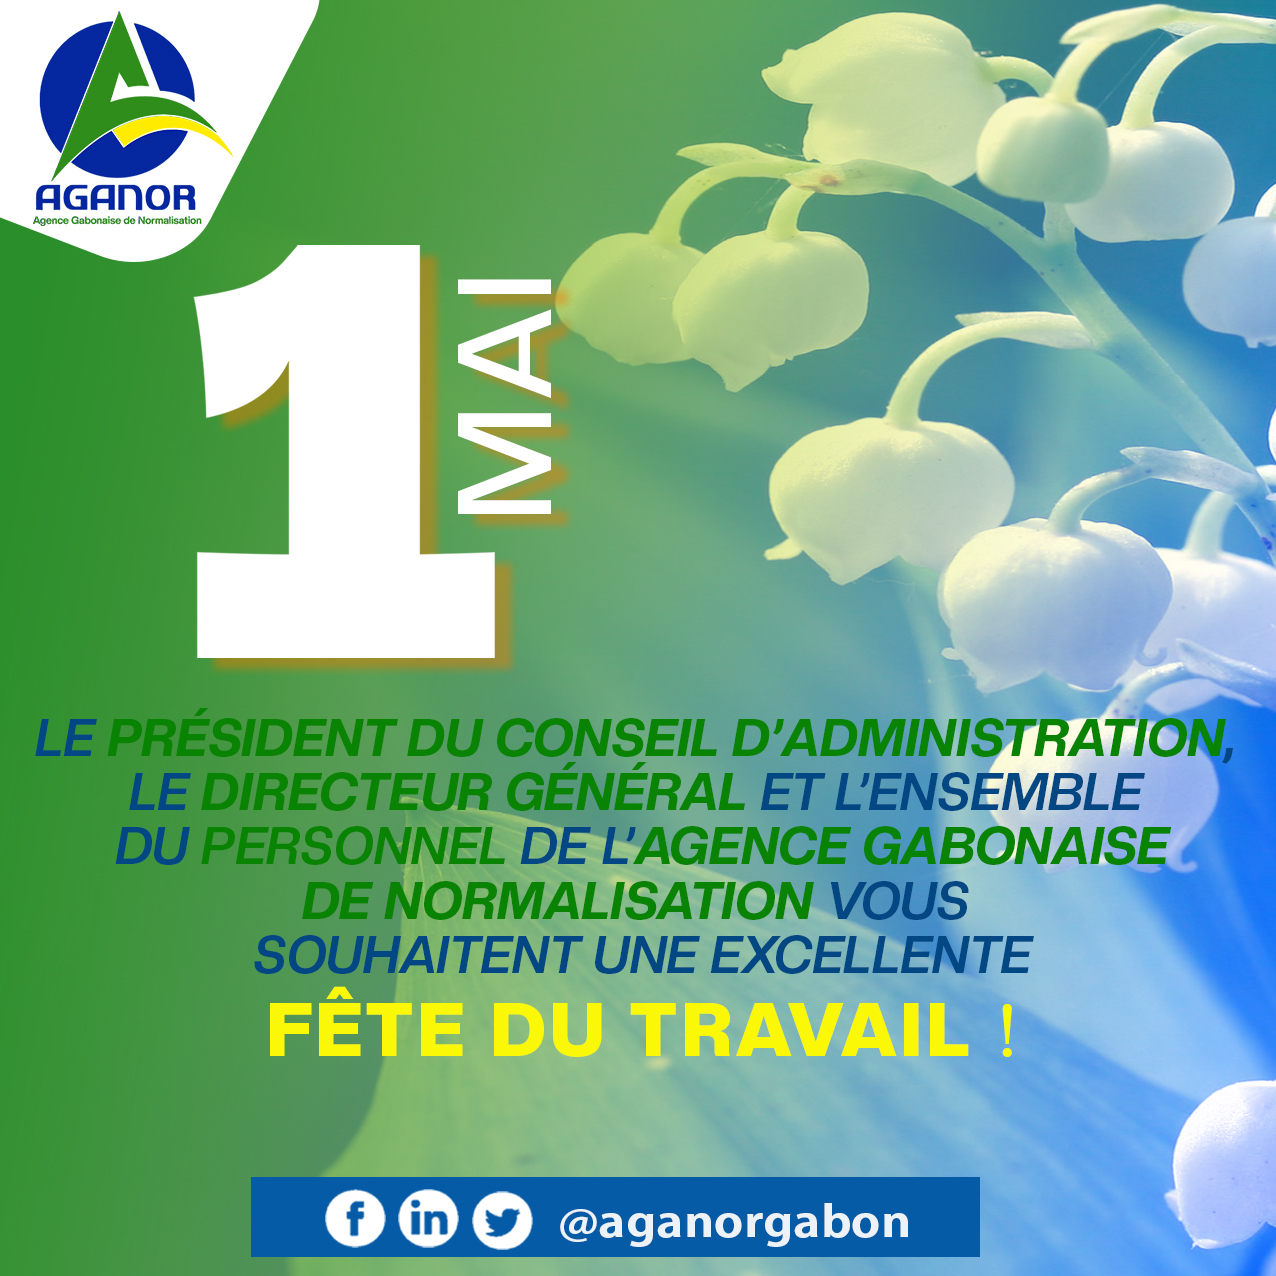 AGANOR
Agence Gabonaise de Normalisation
1
MAI
LE PRÉSIDENT DU CONSEIL D'ADMINISTRATION,
LE DIRECTEUR GÉNÉRAL ET L'ENSEMBLE
DU PERSONNEL DE L'AGENCE GABONAISE
DE NORMALISATION VOUS
SOUHAITENT UNE EXCELLENTE
FÊTE DU TRAVAIL !
@aganorgabon